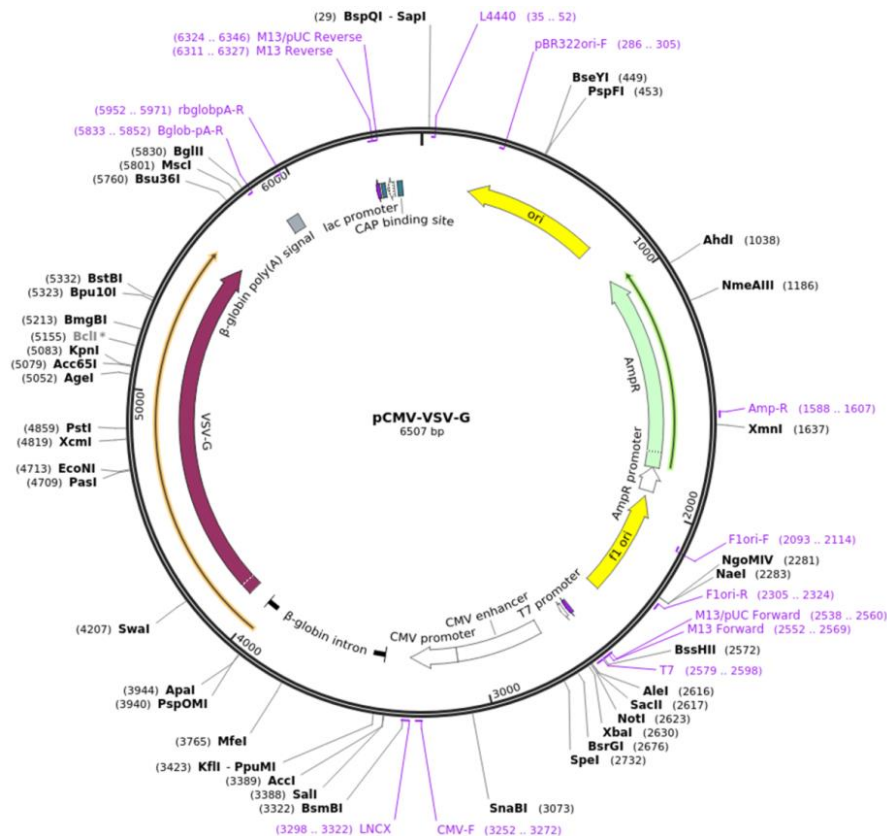 (29) BspQI - SapI
L4440 (35 .. 52)
pBR322ori-F (286 .. 305)
BseYI (449)
PspFI (453)
AhdI (1038)
NmeAIII (1186)
Amp-R (1588 .. 1607)
XmnI (1637)
F1ori-F (2093 .. 2114)
NgoMIV (2281)
NaeI (2283)
F1ori-R (2305 .. 2324)
M13/pUC Forward (2538 .. 2560)
M13 Forward (2552 .. 2569)
BssHII (2572)
T7 (2579 .. 2598)
AleI (2616)
SacII (2617)
NotI (2623)
XbaI (2630)
BsrGI (2676)
SpeI (2732)
SnaBI (3073)
CMV-F (3252 .. 3272)
(3298 .. 3322) LNCX
(3322) BsmBI
(3388) SalI
(3389) AccI
(3423) KflI - PpuMI
(3765) MfeI
(3940) PspOMI
(3944) ApaI
(4207) SwaI
(4709) PasI
(4713) EcoNI
(4819) XcmI
(4859) PstI
(5052) AgeI
(5079) Acc65I
(5083) KpnI
(5155) BclI*
(5213) BmgBI
(5323) Bpu10I
(5332) BstBI
(5760) Bsu36I
(5801) MscI
(5830) BglII
(5833 .. 5852) Bglob-pA-R
(5952 .. 5971) rbglobpA-R
(6311 .. 6327) M13 Reverse
(6324 .. 6346) M13/pUC Reverse
1000
2000
3000
4000
5000
6000
ori
AmpR
AmpR promoter
f1 ori
T7 promoter
CMV enhancer
CMV promoter
β-globin intron
VSV-G
β-globin poly(A) signal
lac promoter
CAP binding site
pCMV-VSV-G
6507 bp